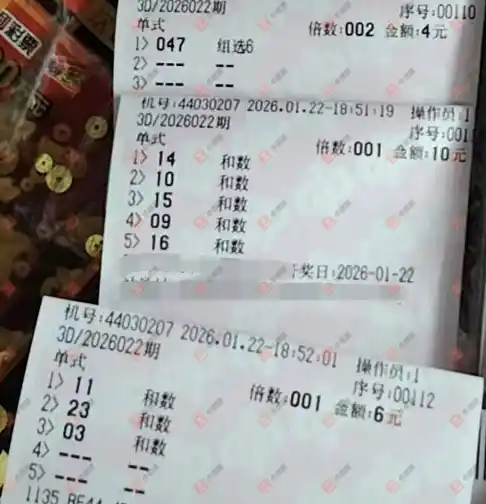 3D/2026022期 序号:00110
单式 倍数:002 金额:4元
1> 047 组选6
2> --- --
3> --- --
机号:44030207 2026.01.22-18:51:19 操作员:1
3D/2026022期 序号:0011
单式 倍数:001 金额:10元
1> 14 和数
2> 10 和数
3> 15 和数
4> 09 和数
5> 16 和数
奖日:2026-01-22
机号:44030207 2026.01.22-18:52:01 操作员:1
3D/2026022期 序号:00112
单式 倍数:001 金额:6元
1> 11 和数
2> 23 和数
3> 03 和数
4> --- --
5> --- --
1135